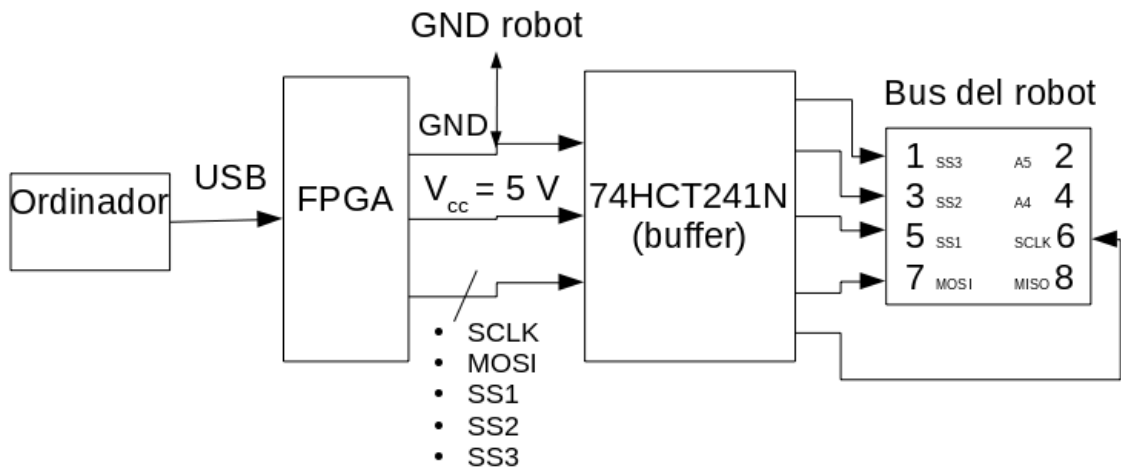 GND robot
Bus del robot
GND
USB
Ordinador
FPGA
Vcc = 5 V
74HCT241N
(buffer)
1 SS3 A5 2
3 SS2 A4 4
5 SS1 SCLK 6
7 MOSI MISO 8
• SCLK
• MOSI
• SS1
• SS2
• SS3